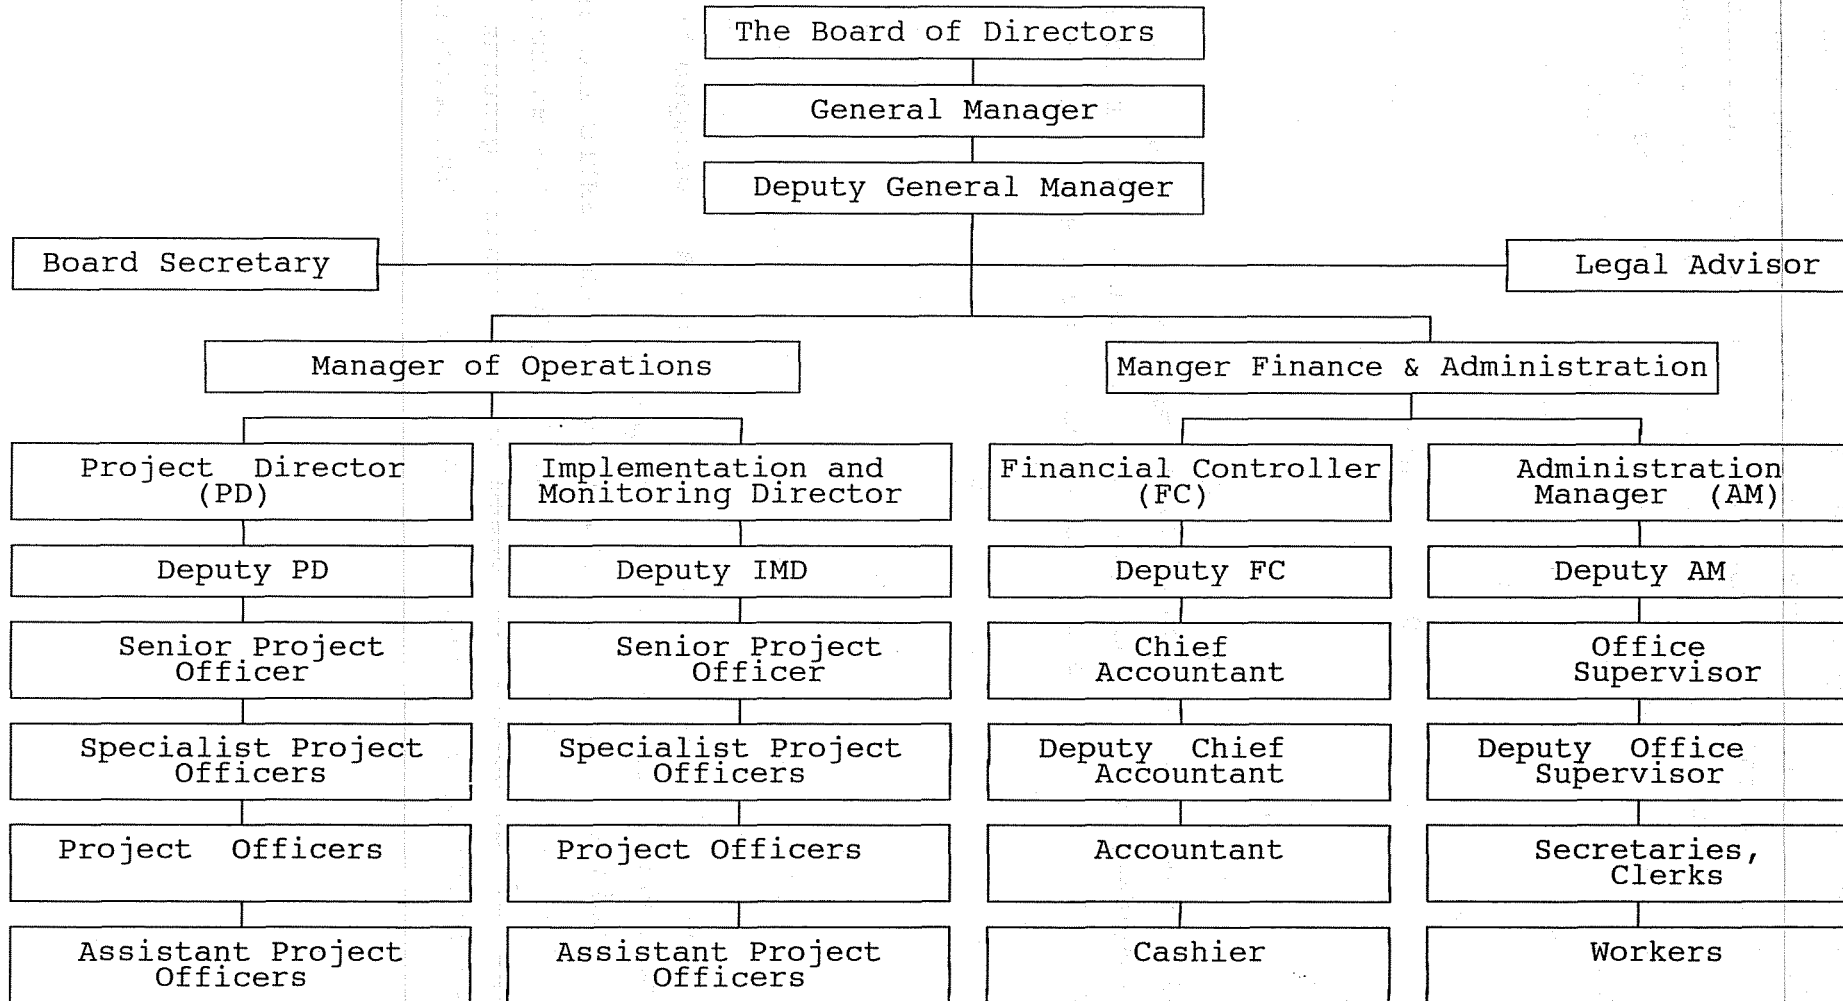 The Board of Directors
General Manager
Deputy General Manager
Board Secretary
Legal Advisor
Manager of Operations
Manger Finance & Administration
Project Director
(PD)
Implementation and
Monitoring Director
Financial Controller
(FC)
Administration
Manager (AM)
Deputy PD
Deputy IMD
Deputy FC
Deputy AM
Senior Project
Officer
Senior Project
Officer
Chief
Accountant
Office
Supervisor
Specialist Project
Officers
Specialist Project
Officers
Deputy Chief
Accountant
Deputy Office
Supervisor
Project Officers
Project Officers
Accountant
Secretaries,
Clerks
Assistant Project
Officers
Assistant Project
Officers
Cashier
Workers